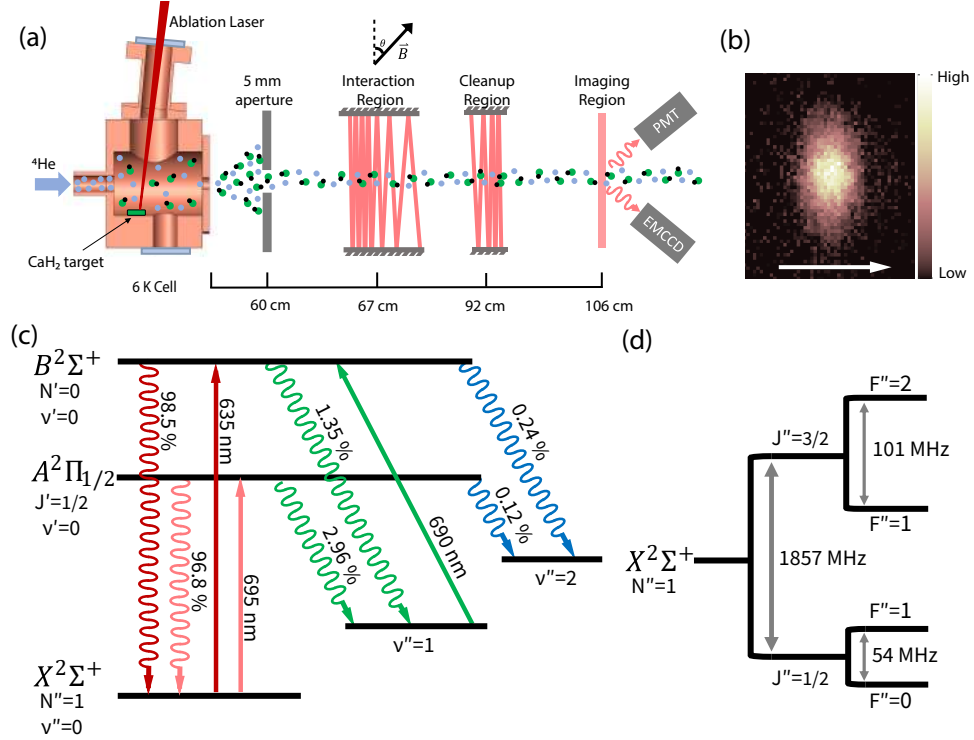 (a)
Ablation Laser
θ
B⃗
5 mm
aperture
Interaction
Region
Cleanup
Region
Imaging
Region
PMT
EMCCD
⁴He
CaH₂ target
6 K Cell
60 cm
67 cm
92 cm
106 cm
(b)
High
Low
(c)
B²Σ⁺
N'=0
v'=0
A²Π₁/₂
J'=1/2
v'=0
X²Σ⁺
N''=1
v''=0
98.5 %
635 nm
1.35 %
0.24 %
96.8 %
695 nm
2.96 %
690 nm
0.12 %
v''=1
v''=2
(d)
X²Σ⁺
N''=1
1857 MHz
J''=3/2
J''=1/2
F''=2
101 MHz
F''=1
F''=1
54 MHz
F''=0